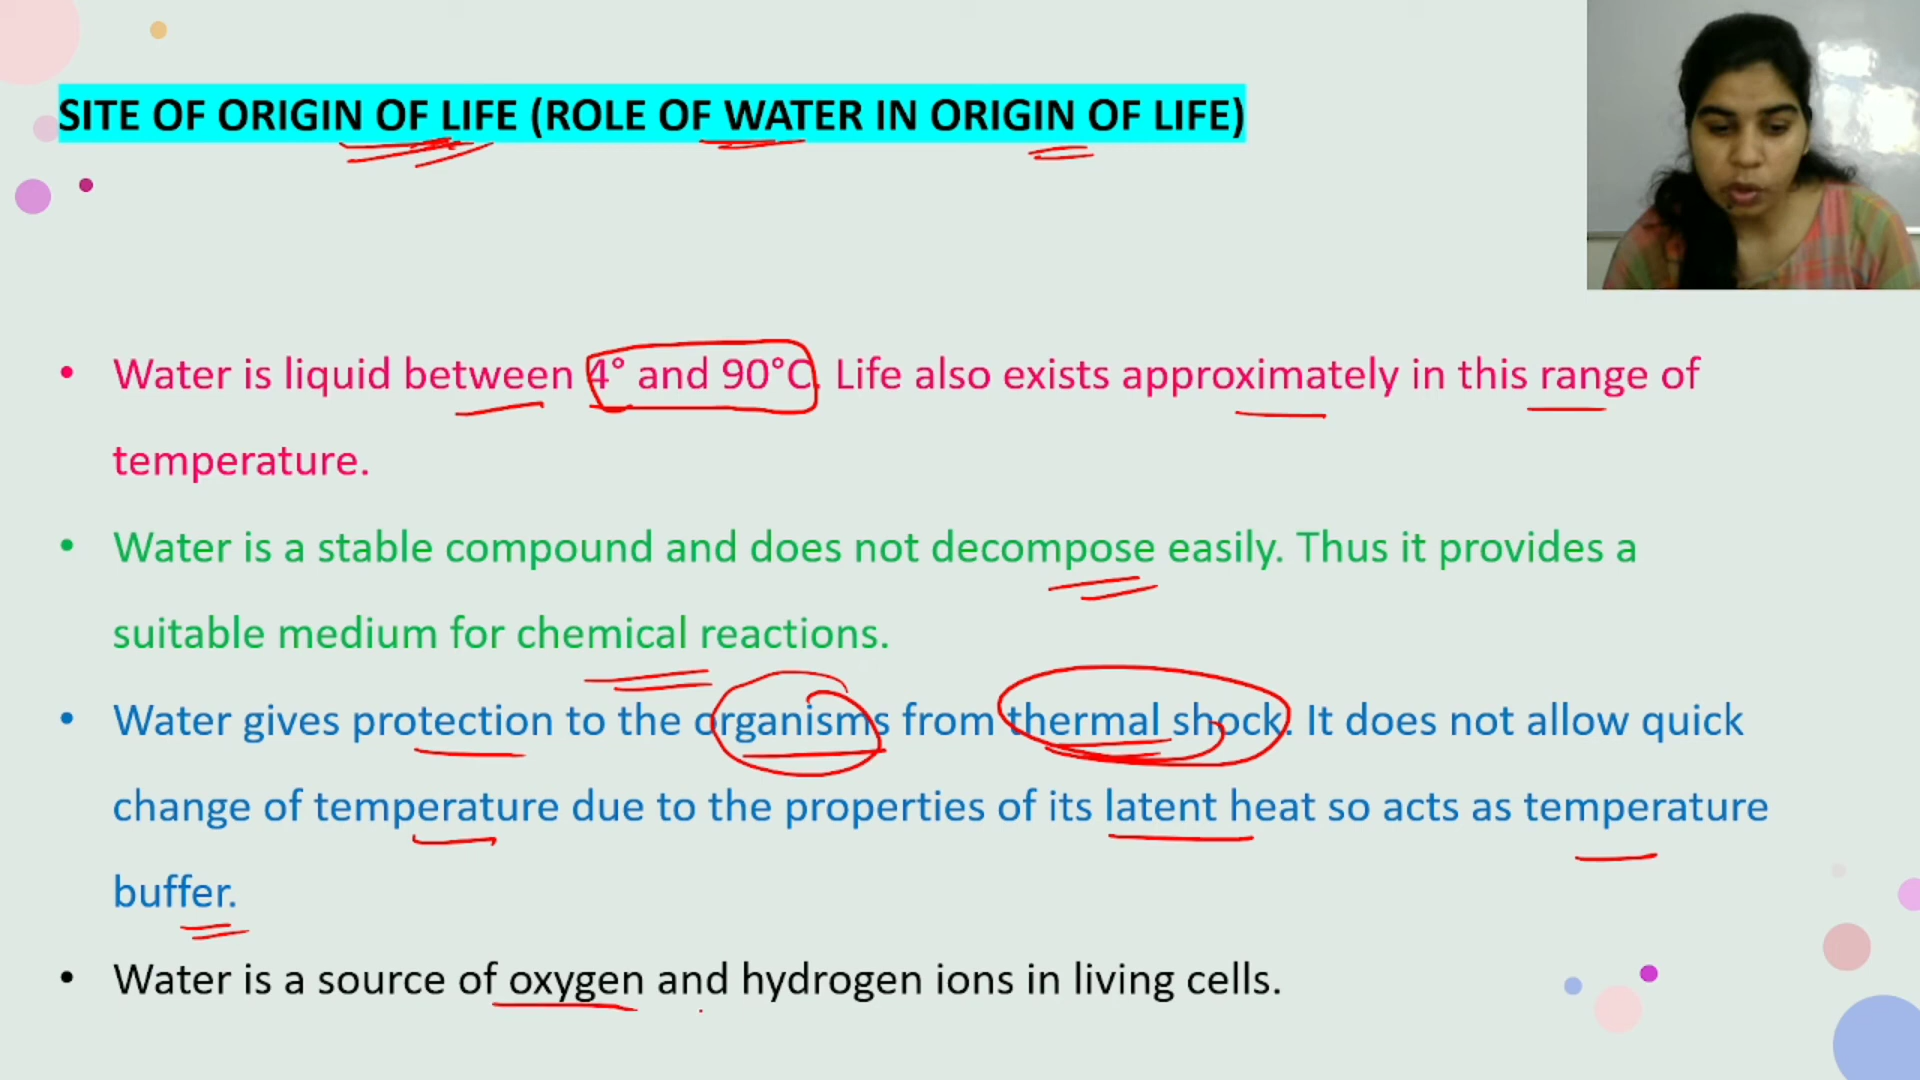 SITE OF ORIGIN OF LIFE (ROLE OF WATER IN ORIGIN OF LIFE)
• Water is liquid between 4° and 90°C. Life also exists approximately in this range of
temperature.
• Water is a stable compound and does not decompose easily. Thus it provides a
suitable medium for chemical reactions.
• Water gives protection to the organisms from thermal shock. It does not allow quick
change of temperature due to the properties of its latent heat so acts as temperature
buffer.
• Water is a source of oxygen and hydrogen ions in living cells.